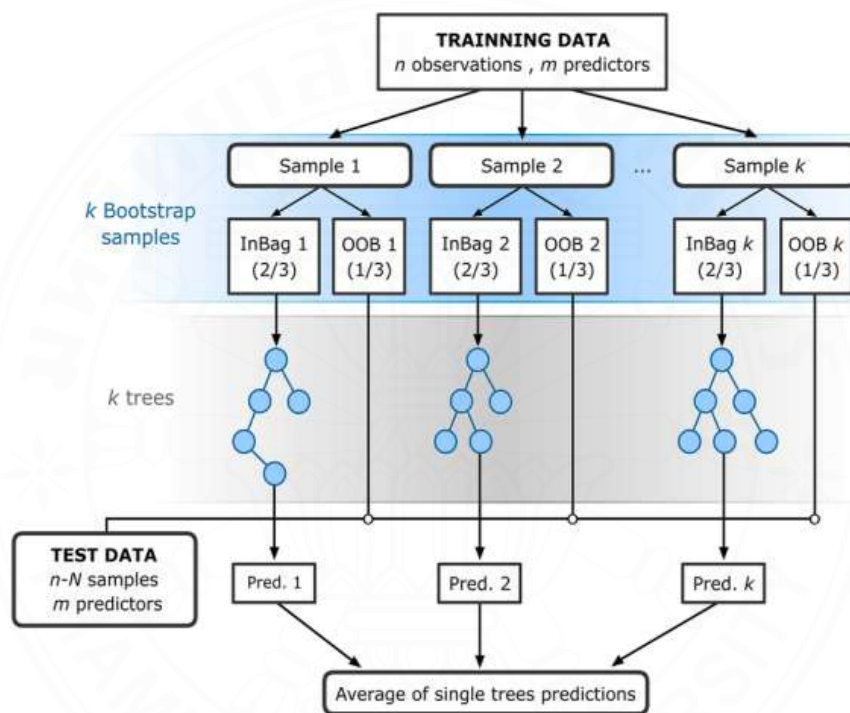 TRAINNING DATA
n observations , m predictors
Sample 1
Sample 2
...
Sample k
k Bootstrap
samples
InBag 1
(2/3)
OOB 1
(1/3)
InBag 2
(2/3)
OOB 2
(1/3)
InBag k
(2/3)
OOB k
(1/3)
k trees
TEST DATA
n-N samples
m predictors
Pred. 1
Pred. 2
Pred. k
Average of single trees predictions